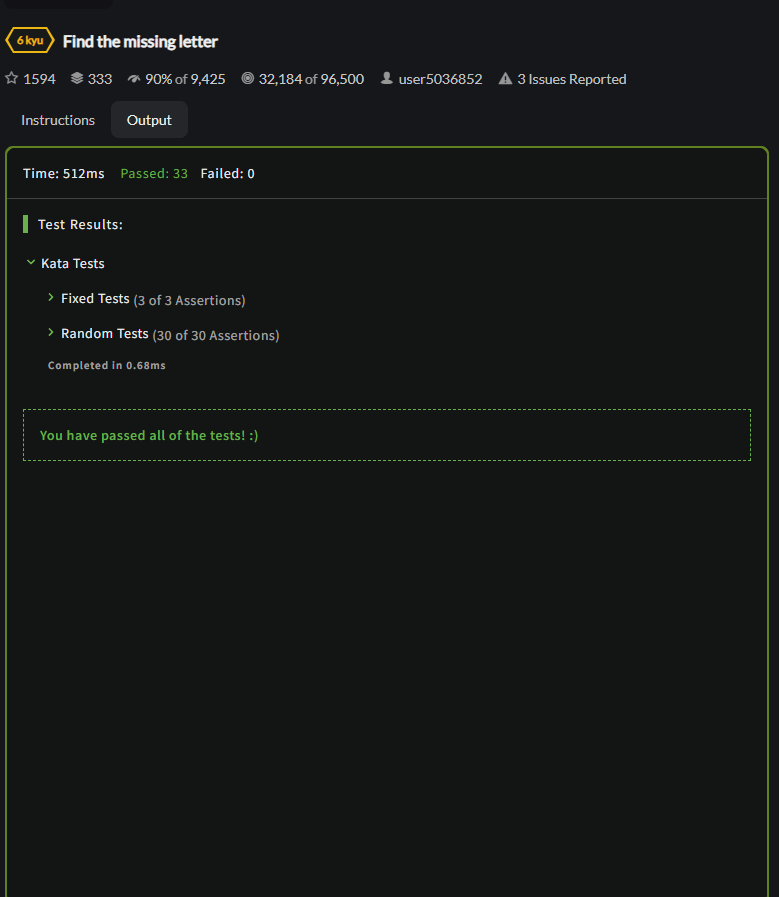 6 kyu Find the missing letter
1594 333 90% of 9,425 32,184 of 96,500 user5036852 3 Issues Reported
Instructions Output
Time: 512ms Passed: 33 Failed: 0
Test Results:
Kata Tests
Fixed Tests (3 of 3 Assertions)
Random Tests (30 of 30 Assertions)
Completed in 0.68ms
You have passed all of the tests! :)